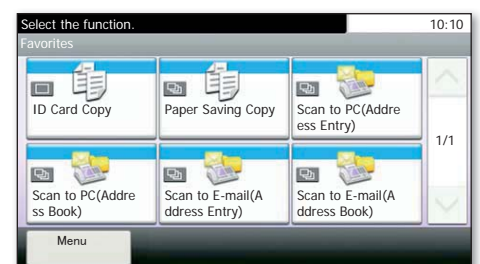 Select the function.
10:10
Favorites
ID Card Copy
Paper Saving Copy
Scan to PC(Addre
ess Entry)
1/1
Scan to PC(Addre
ss Book)
Scan to E-mail(A
ddress Entry)
Scan to E-mail(A
ddress Book)
Menu